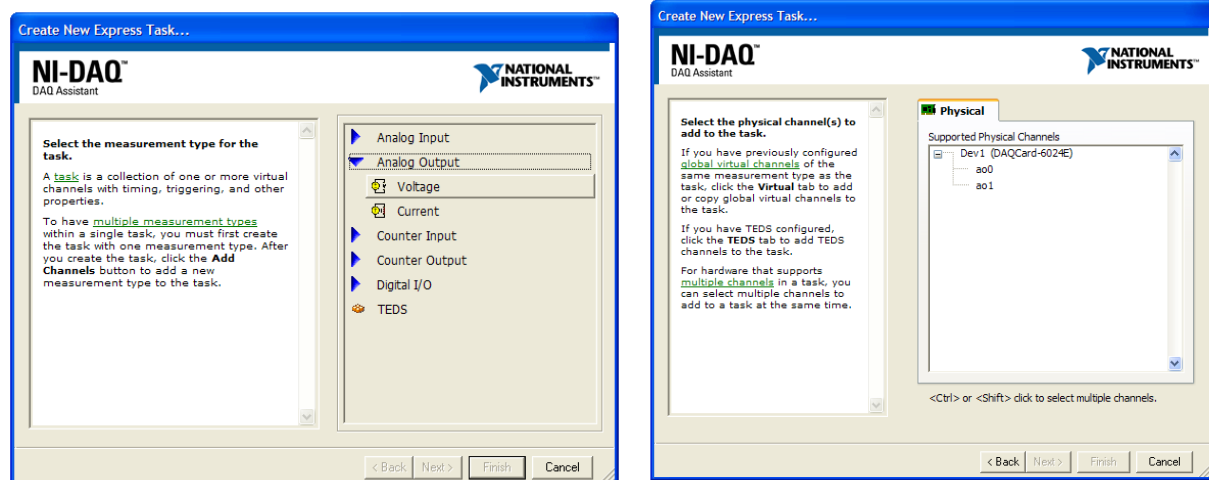 Create New Express Task...
NI-DAQ™
DAQ Assistant
NATIONAL
INSTRUMENTS™
Select the measurement type for the
task.
A task is a collection of one or more virtual
channels with timing, triggering, and other
properties.
To have multiple measurement types
within a single task, you must first create
the task with one measurement type. After
you create the task, click the Add
Channels button to add a new
measurement type to the task.
Analog Input
Analog Output
Voltage
Current
Counter Input
Counter Output
Digital I/O
TEDS
< Back Next > Finish Cancel
Create New Express Task...
NI-DAQ™
DAQ Assistant
NATIONAL
INSTRUMENTS™
Select the physical channel(s) to
add to the task.
If you have previously configured
global virtual channels of the
same measurement type as the
task, click the Virtual tab to add
or copy global virtual channels to
the task.
If you have TEDS configured,
click the TEDS tab to add TEDS
channels to the task.
For hardware that supports
multiple channels in a task, you
can select multiple channels to
add to a task at the same time.
Physical
Supported Physical Channels
Dev1 (DAQCard-6024E)
ao0
ao1
<Ctrl> or <Shift> click to select multiple channels.
< Back Next > Finish Cancel